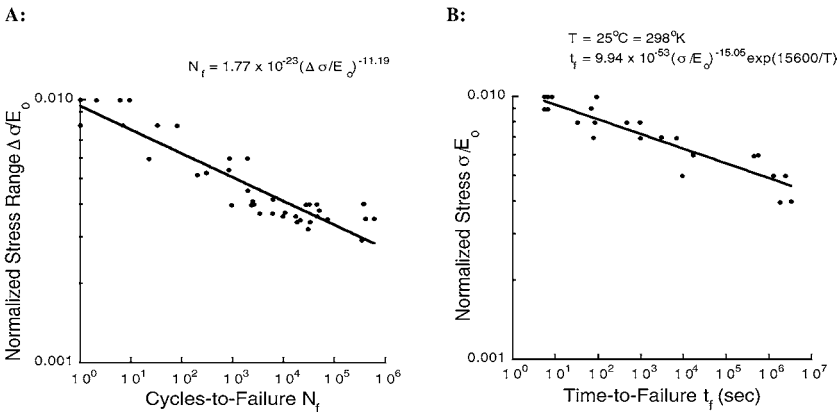 A:
N_f = 1.77 x 10^-23 (Δ σ/E_o)^-11.19
Normalized Stress Range Δ σ/E_o
0.010
0.001
10^0 10^1 10^2 10^3 10^4 10^5 10^6
Cycles-to-Failure N_f
B:
T = 25°C = 298°K
t_f = 9.94 x 10^-53 (σ/E_o)^-15.05 exp(15600/T)
Normalized Stress σ/E_o
0.010
0.001
10^0 10^1 10^2 10^3 10^4 10^5 10^6 10^7
Time-to-Failure t_f (sec)